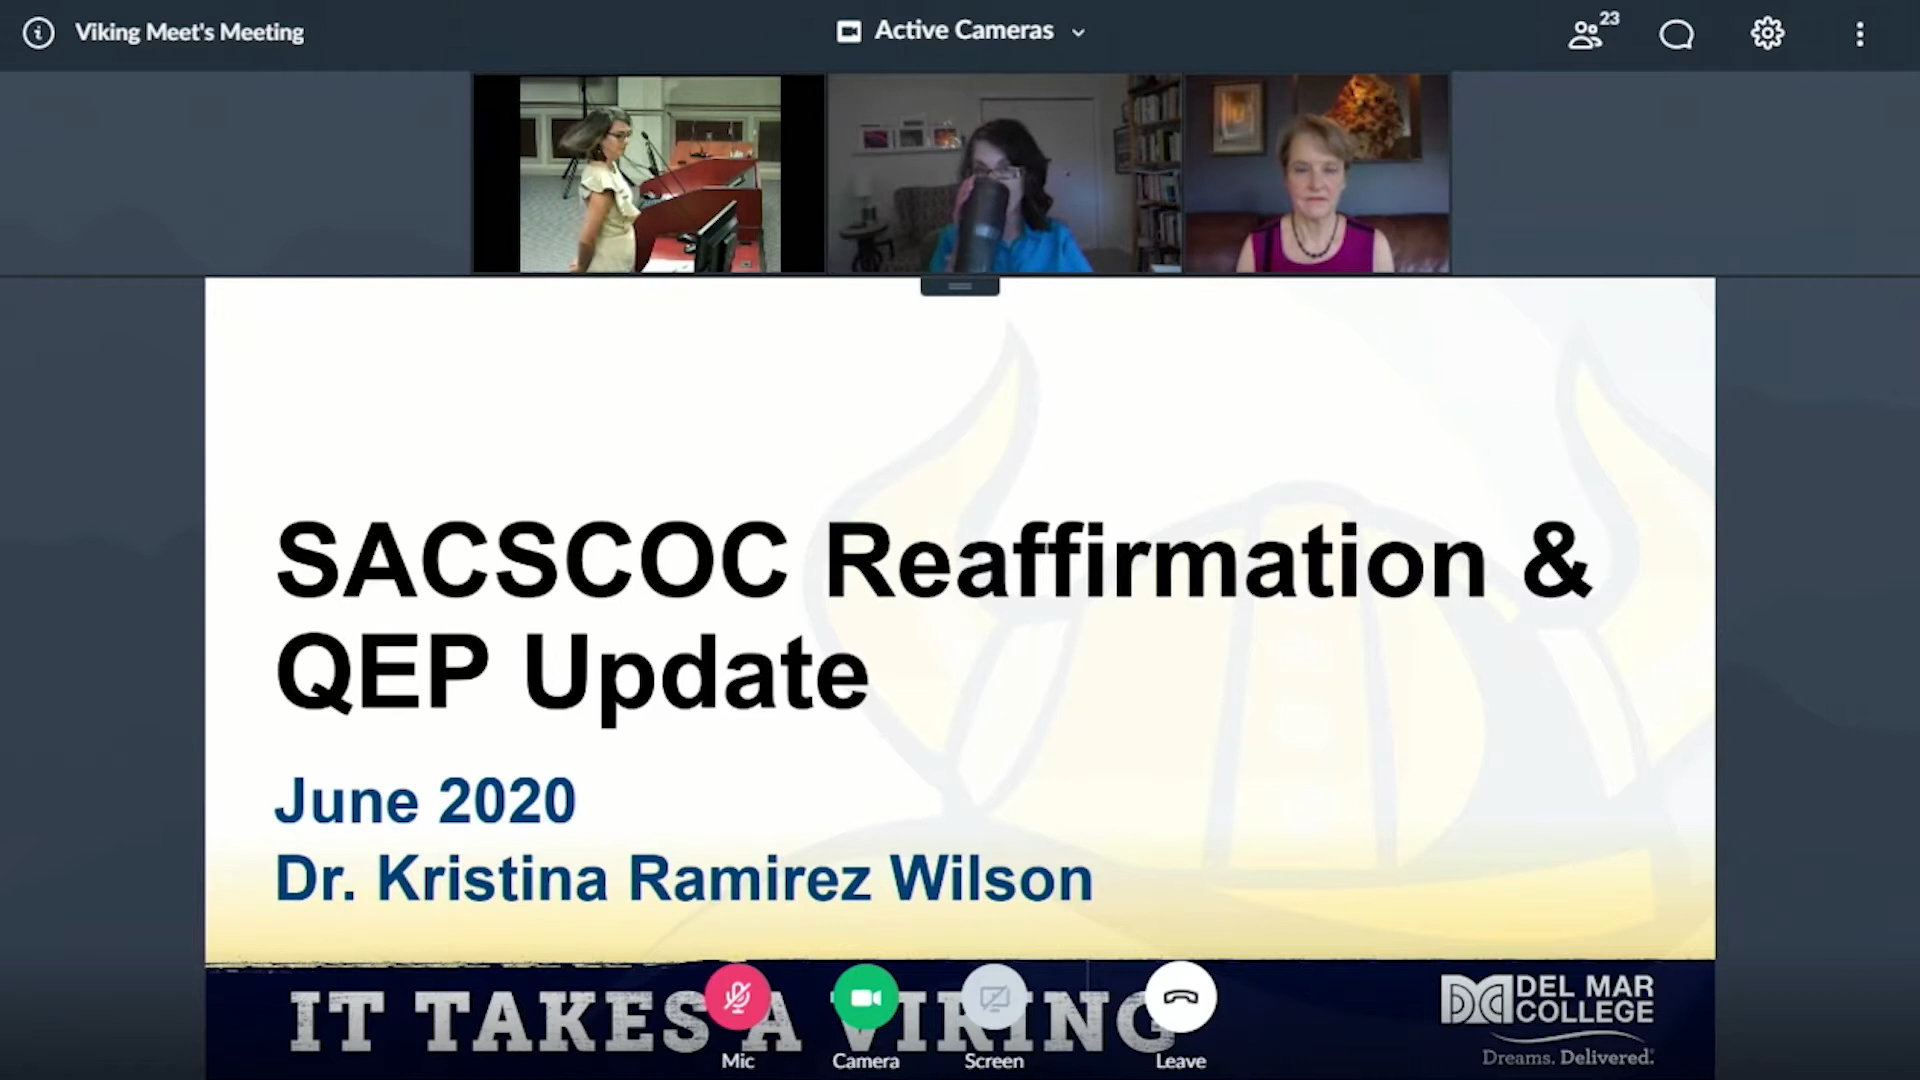 Viking Meet's Meeting
Active Cameras
23
SACSCOC Reaffirmation &
QEP Update
June 2020
Dr. Kristina Ramirez Wilson
IT TAKES A VIKING
DEL MAR
COLLEGE
Dreams. Delivered.
Mic
Camera
Screen
Leave